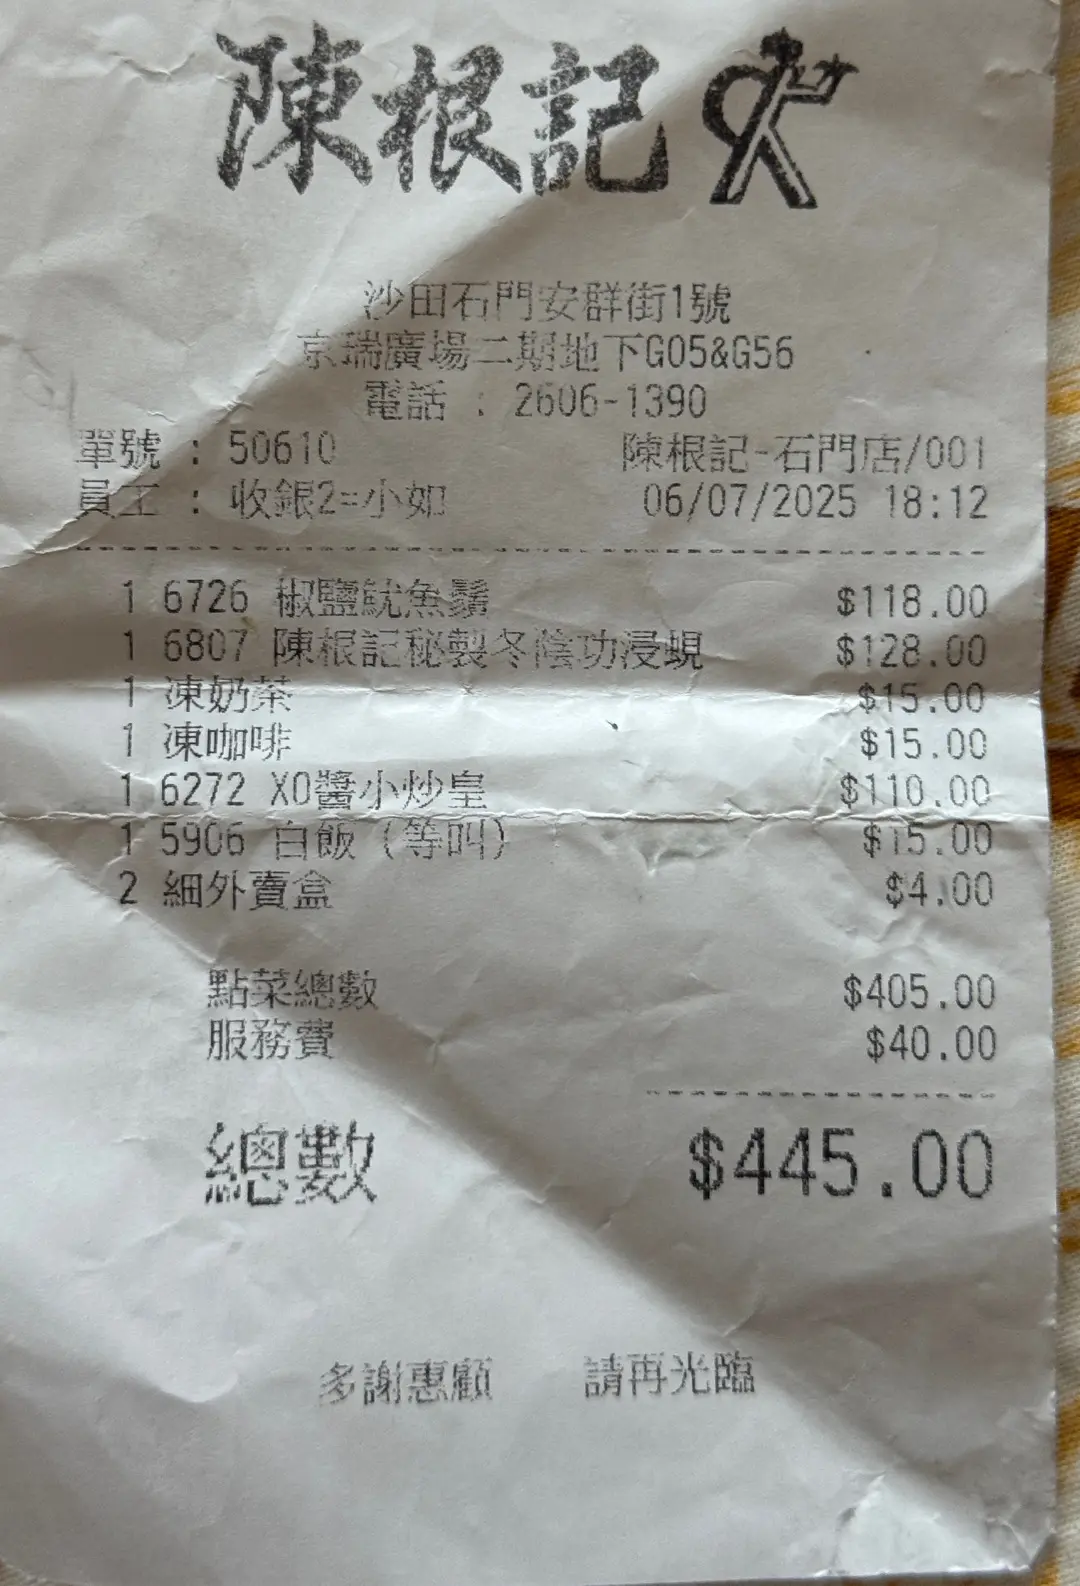 陳根記
沙田石門安群街1號
京瑞廣場二期地下G05&G56
電話 : 2606-1390
單號 : 50610 陳根記-石門店/001
員工 : 收銀2=小如 06/07/2025 18:12
1 6726 椒鹽魷魚鬚 $118.00
1 6807 陳根記秘製冬陰功浸蜆 $128.00
1 凍奶茶 $15.00
1 凍咖啡 $15.00
1 6272 XO醬小炒皇 $110.00
1 5906 白飯 (等叫) $15.00
2 細外賣盒 $4.00
點菜總數 $405.00
服務費 $40.00
總數 $445.00
多謝惠顧 請再光臨